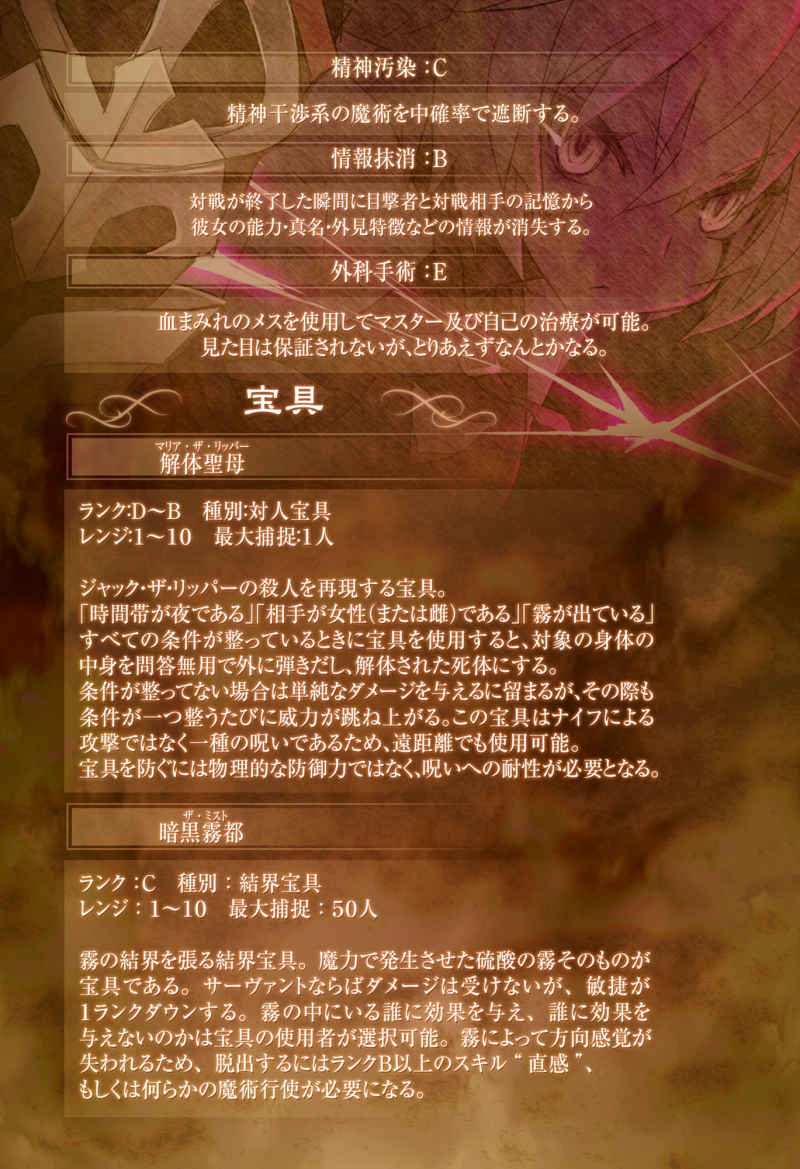 精神汚染:C
精神干渉系の魔術を中確率で遮断する。
情報抹消:B
対戦が終了した瞬間に目撃者と対戦相手の記憶から
彼女の能力・真名・外見特徴などの情報が消失する。
外科手術:E
血まみれのメスを使用してマスター及び自己の治療が可能。
見た目は保証されないが、とりあえずなんとかなる。
宝具
マリア・ザ・リッパー
解体聖母
ランク:D〜B 種別:対人宝具
レンジ:1〜10 最大捕捉:1人
ジャック・ザ・リッパーの殺人を再現する宝具。
「時間帯が夜である」「相手が女性(または雌)である」「霧が出ている」
すべての条件が整っているときに宝具を使用すると、対象の身体の
中身を問答無用で外に弾きだし、解体された死体にする。
条件が整ってない場合は単純なダメージを与えるに留まるが、その際も
条件が一つ整うたびに威力が跳ね上がる。この宝具はナイフによる
攻撃ではなく一種の呪いであるため、遠距離でも使用可能。
宝具を防ぐには物理的な防御力ではなく、呪いへの耐性が必要となる。
ザ・ミスト
暗黒霧都
ランク:C 種別:結界宝具
レンジ:1〜10 最大捕捉:50人
霧の結界を張る結界宝具。魔力で発生させた硫酸の霧そのものが
宝具である。サーヴァントならばダメージは受けないが、敏捷が
1ランクダウンする。霧の中にいる誰に効果を与え、誰に効果を
与えないのかは宝具の使用者が選択可能。霧によって方向感覚が
失われるため、脱出するにはランクB以上のスキル“直感”、
もしくは何らかの魔術行使が必要になる。